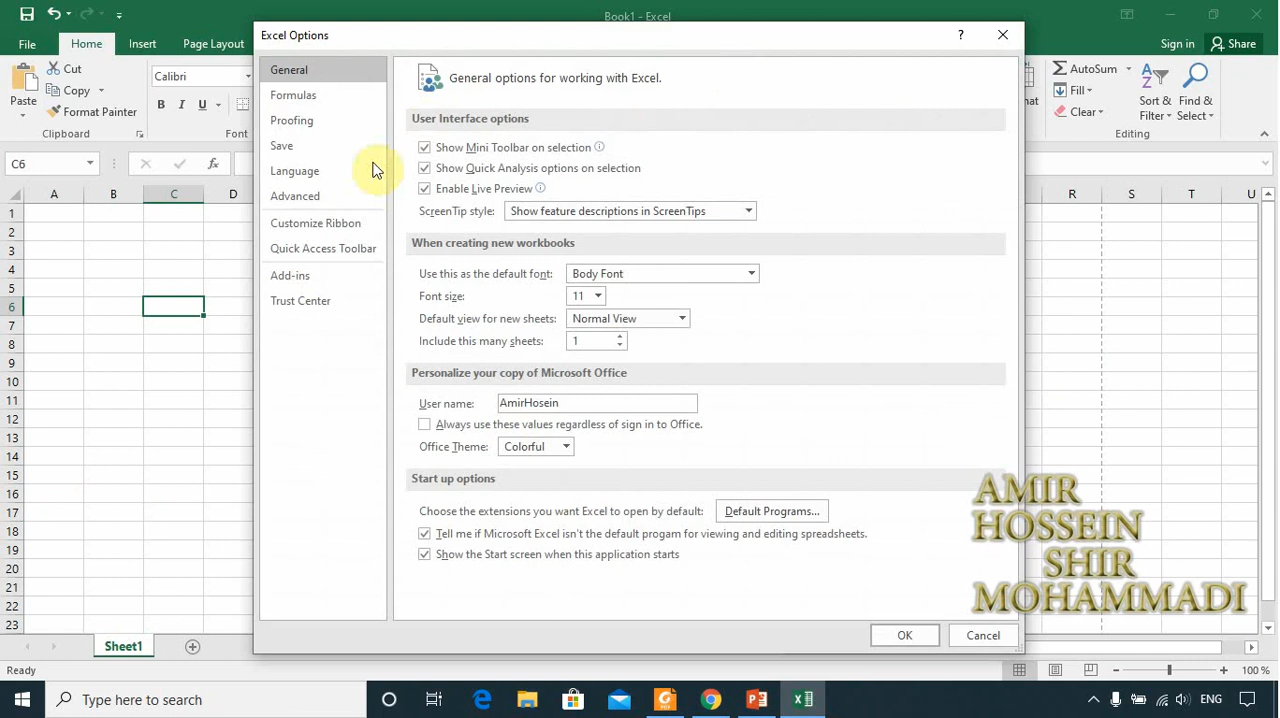 Book1 - Excel
File
Home
Insert
Page Layout
Sign in
Share
Paste
Cut
Copy
Format Painter
Clipboard
Calibri
B I U
Font
AutoSum
Fill
Clear
Sort &
Filter
Find &
Select
Editing
C6
fx
A B C D R S T U
1
2
3
4
5
6
7
8
9
10
11
12
13
14
15
16
17
18
19
20
21
22
23
Excel Options
?
General
Formulas
Proofing
Save
Language
Advanced
Customize Ribbon
Quick Access Toolbar
Add-ins
Trust Center
General options for working with Excel.
User Interface options
Show Mini Toolbar on selection
Show Quick Analysis options on selection
Enable Live Preview
ScreenTip style: Show feature descriptions in ScreenTips
When creating new workbooks
Use this as the default font: Body Font
Font size: 11
Default view for new sheets: Normal View
Include this many sheets: 1
Personalize your copy of Microsoft Office
User name: AmirHosein
Always use these values regardless of sign in to Office.
Office Theme: Colorful
Start up options
Choose the extensions you want Excel to open by default: Default Programs...
Tell me if Microsoft Excel isn't the default progam for viewing and editing spreadsheets.
Show the Start screen when this application starts
OK
Cancel
AMIR
HOSSEIN
SHIR
MOHAMMADI
Sheet1
Ready
100 %
Type here to search
ENG